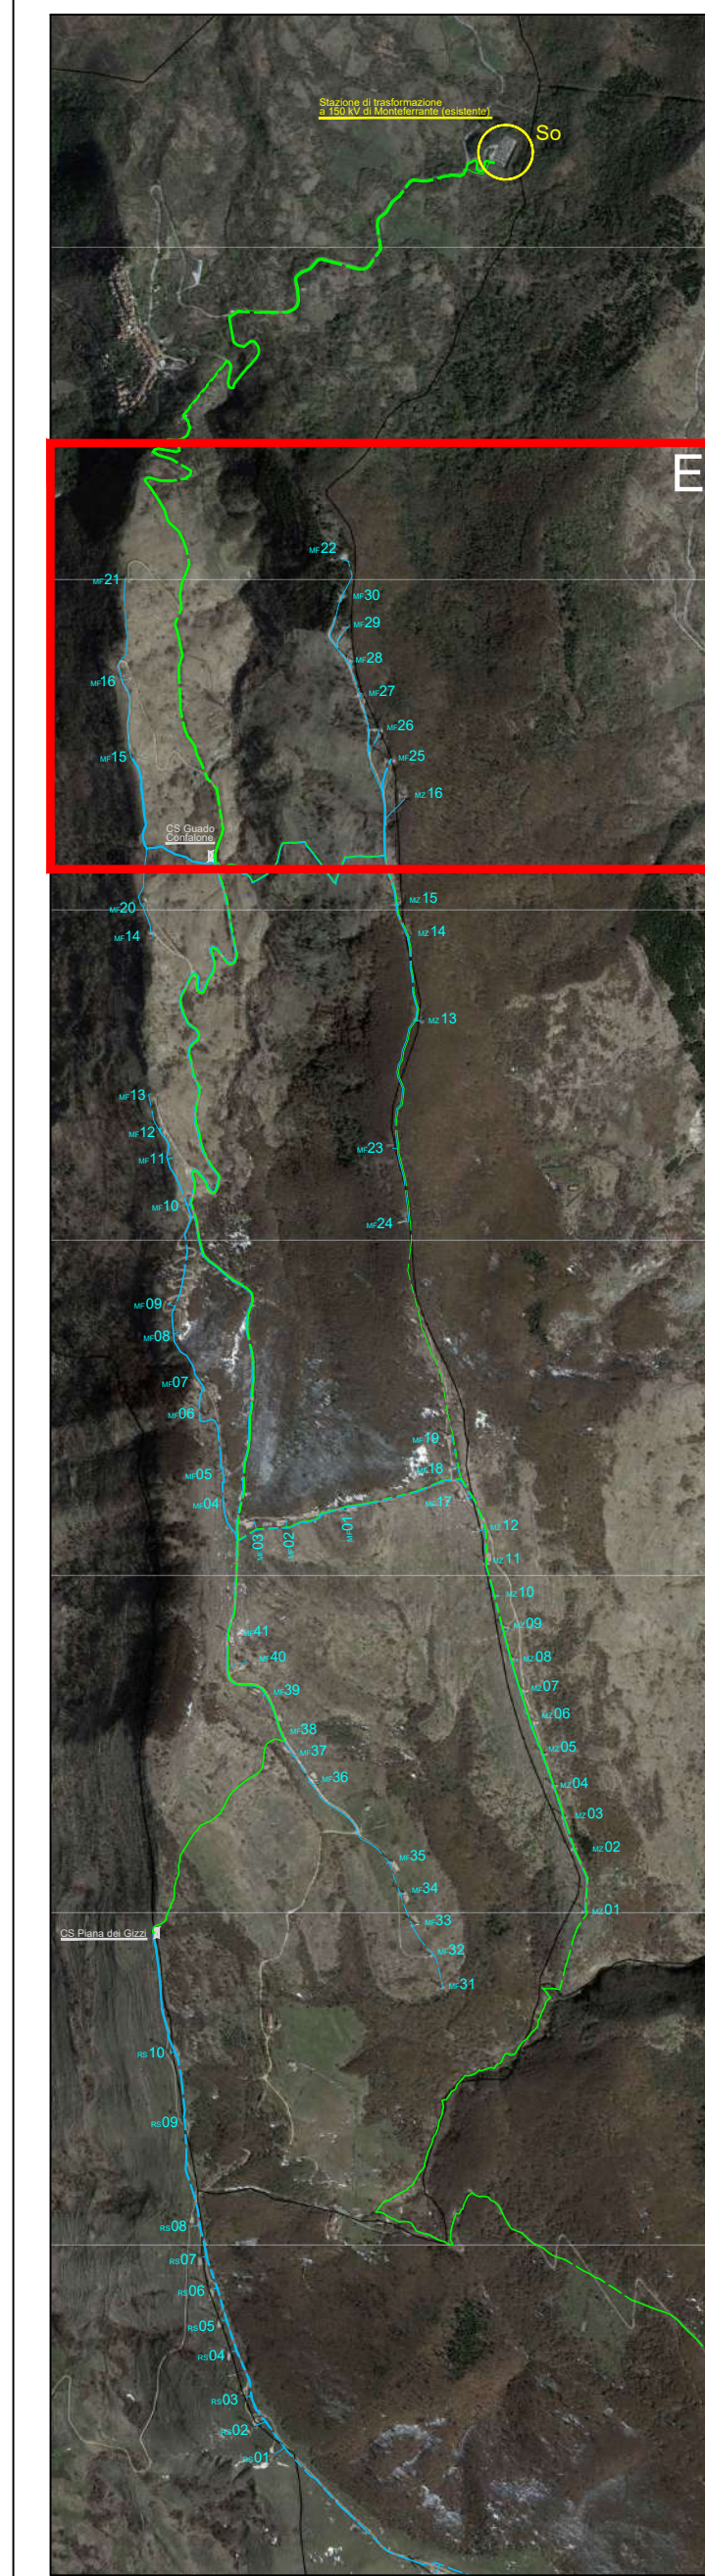 Stazione di trasformazione
a 150 kV di Monteferrante (esistente)
So
E
MF22
MF21
MF30
MF29
MF28
MF16
MF27
MF26
MF15
MF25
MZ16
CS Guado
Confalone
MZ15
MF20
MF14
MZ14
MZ13
MF13
MF12
MF11
MF23
MF10
MF24
MF09
MF08
MF07
MF06
MF19
MF05
MF18
MF04
MF17
MF01
MF02
MF03
MZ12
MZ11
MZ10
MZ09
MF41
MF40
MZ08
MF39
MZ07
MZ06
MF38
MF37
MZ05
MF36
MZ04
MZ03
MZ02
MF35
MF34
MZ01
MF33
CS Piana dei Gizzi
MF32
MF31
RS10
RS09
RS08
RS07
RS06
RS05
RS04
RS03
RS02
RS01